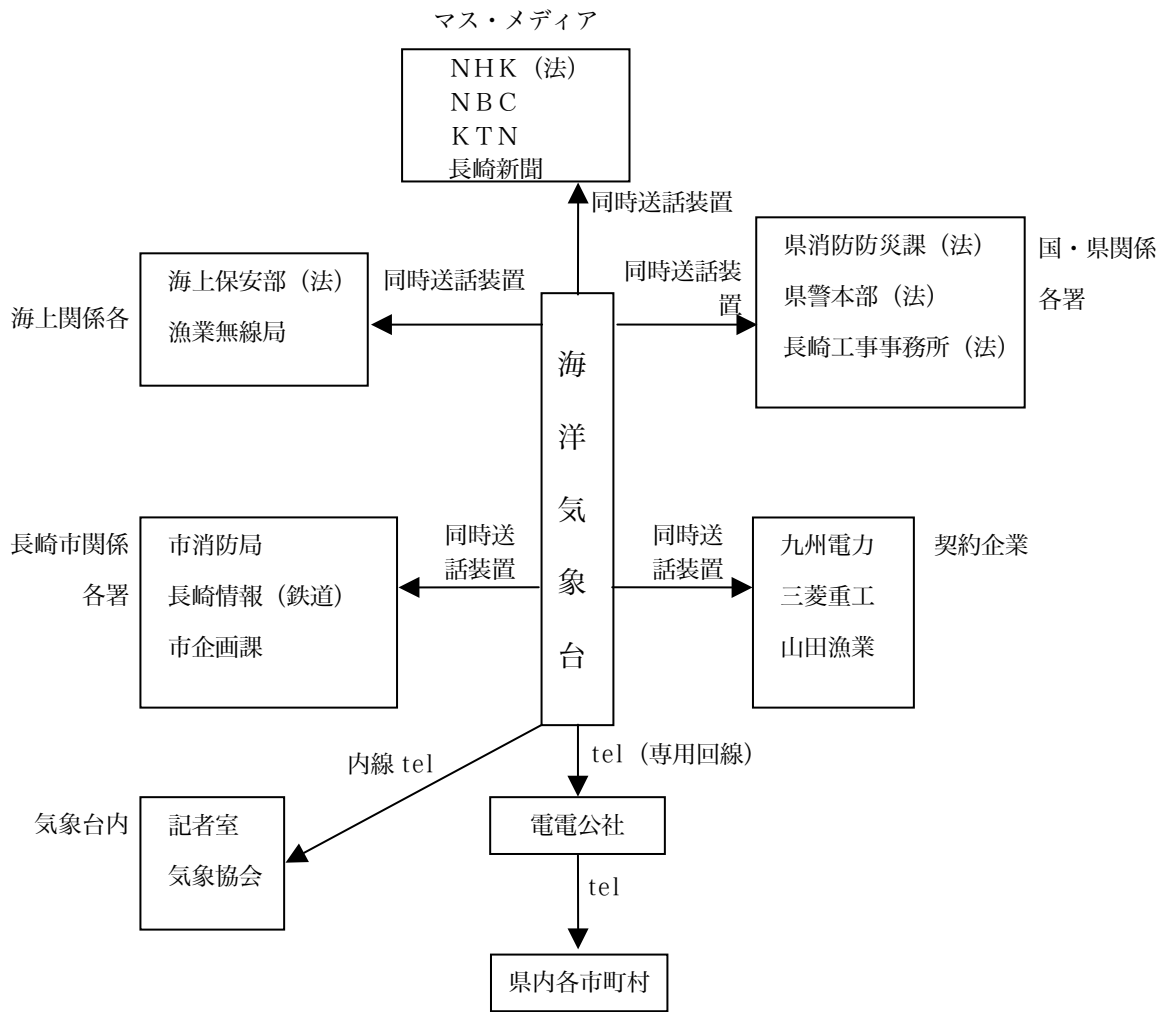 マス・メディア
ＮＨＫ（法）
ＮＢＣ
ＫＴＮ
長崎新聞
同時送話装置
海上関係各
海上保安部（法）
漁業無線局
同時送話装置
同時送話装
置
県消防防災課（法）
県警本部（法）
長崎工事事務所（法）
国・県関係
各署
海
洋
気
象
台
長崎市関係
各署
市消防局
長崎情報（鉄道）
市企画課
同時送
話装置
同時送
話装置
九州電力
三菱重工
山田漁業
契約企業
内線 tel
tel（専用回線）
気象台内
記者室
気象協会
電電公社
tel
県内各市町村